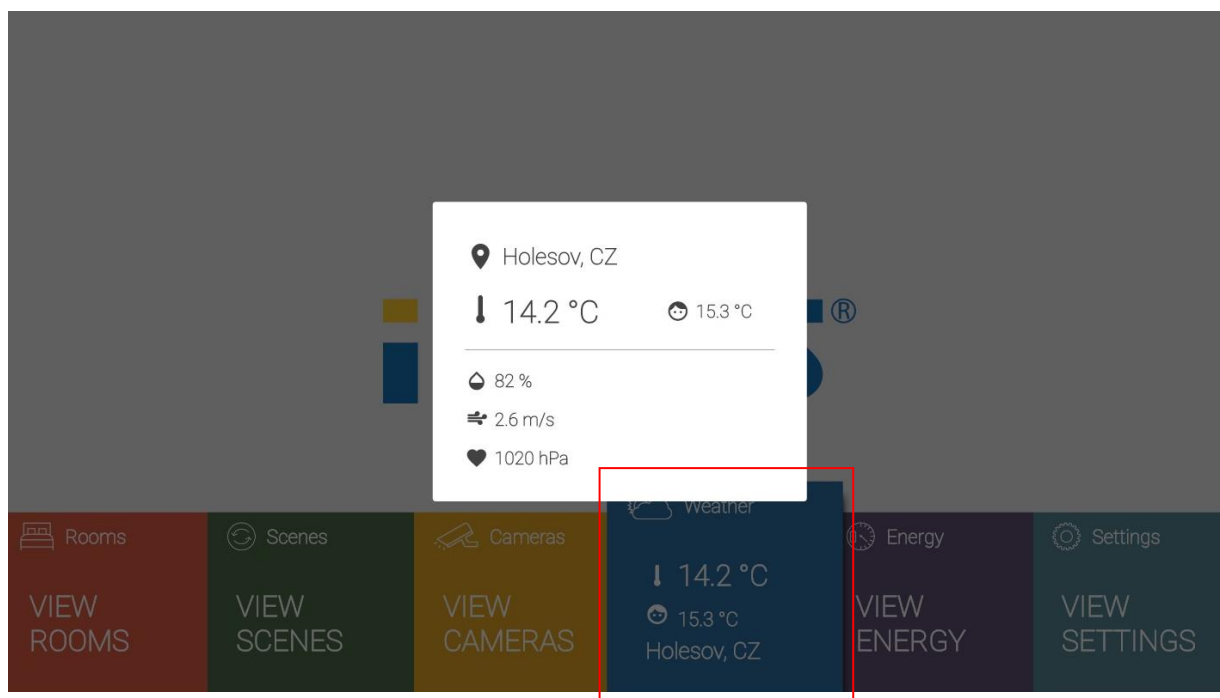 Holesov, CZ
14.2 °C
15.3 °C
82 %
2.6 m/s
1020 hPa
®
Rooms
VIEW
ROOMS
Scenes
VIEW
SCENES
Cameras
VIEW
CAMERAS
Weather
14.2 °C
15.3 °C
Holesov, CZ
Energy
VIEW
ENERGY
Settings
VIEW
SETTINGS